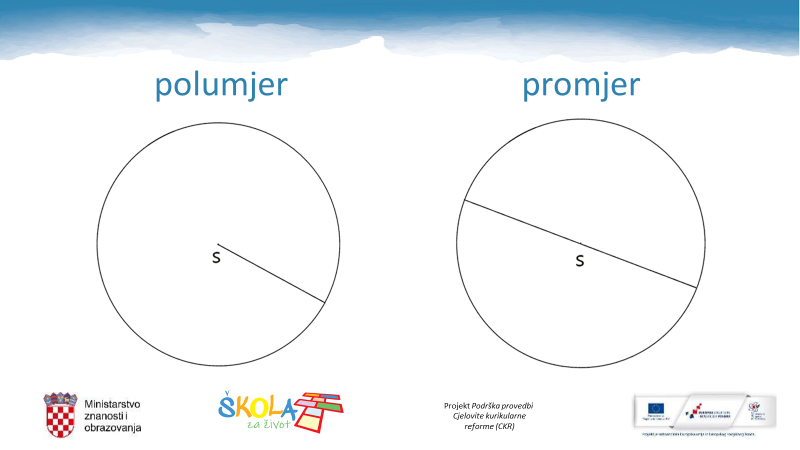 polumjer
promjer
s
s
Ministarstvo
znanosti i
obrazovanja
ŠKOLA
za život
Projekt Podrška provedbi
Cjelovite kurikularne
reforme (CKR)